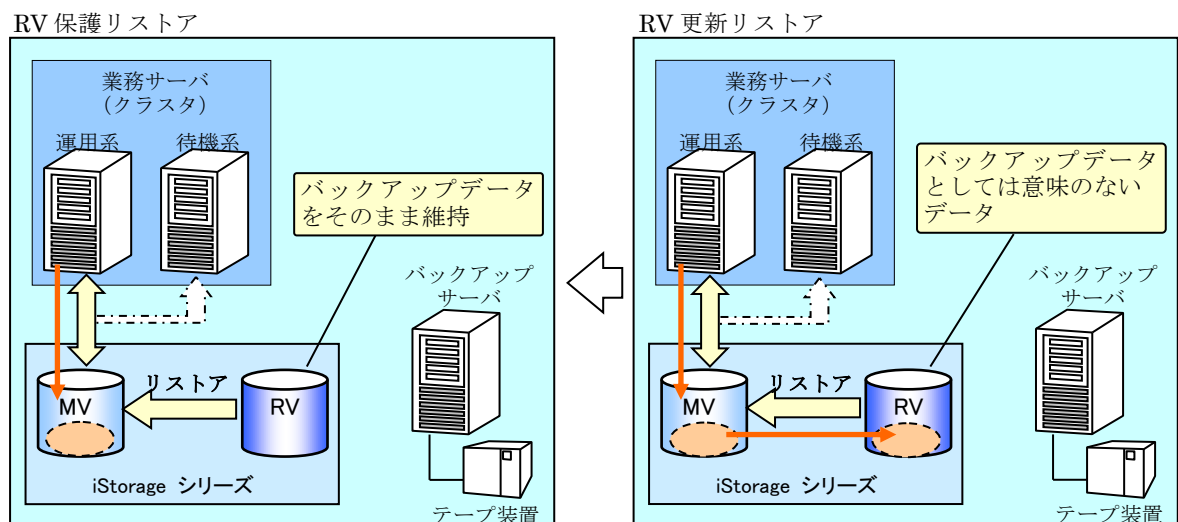 RV 保護リストア
業務サーバ
（クラスタ）
運用系
待機系
バックアップデータ
をそのまま維持
バックアップ
サーバ
リストア
MV
RV
iStorage シリーズ
テープ装置
RV 更新リストア
業務サーバ
（クラスタ）
運用系
待機系
バックアップデータ
としては意味のない
データ
バックアップ
サーバ
リストア
MV
RV
iStorage シリーズ
テープ装置